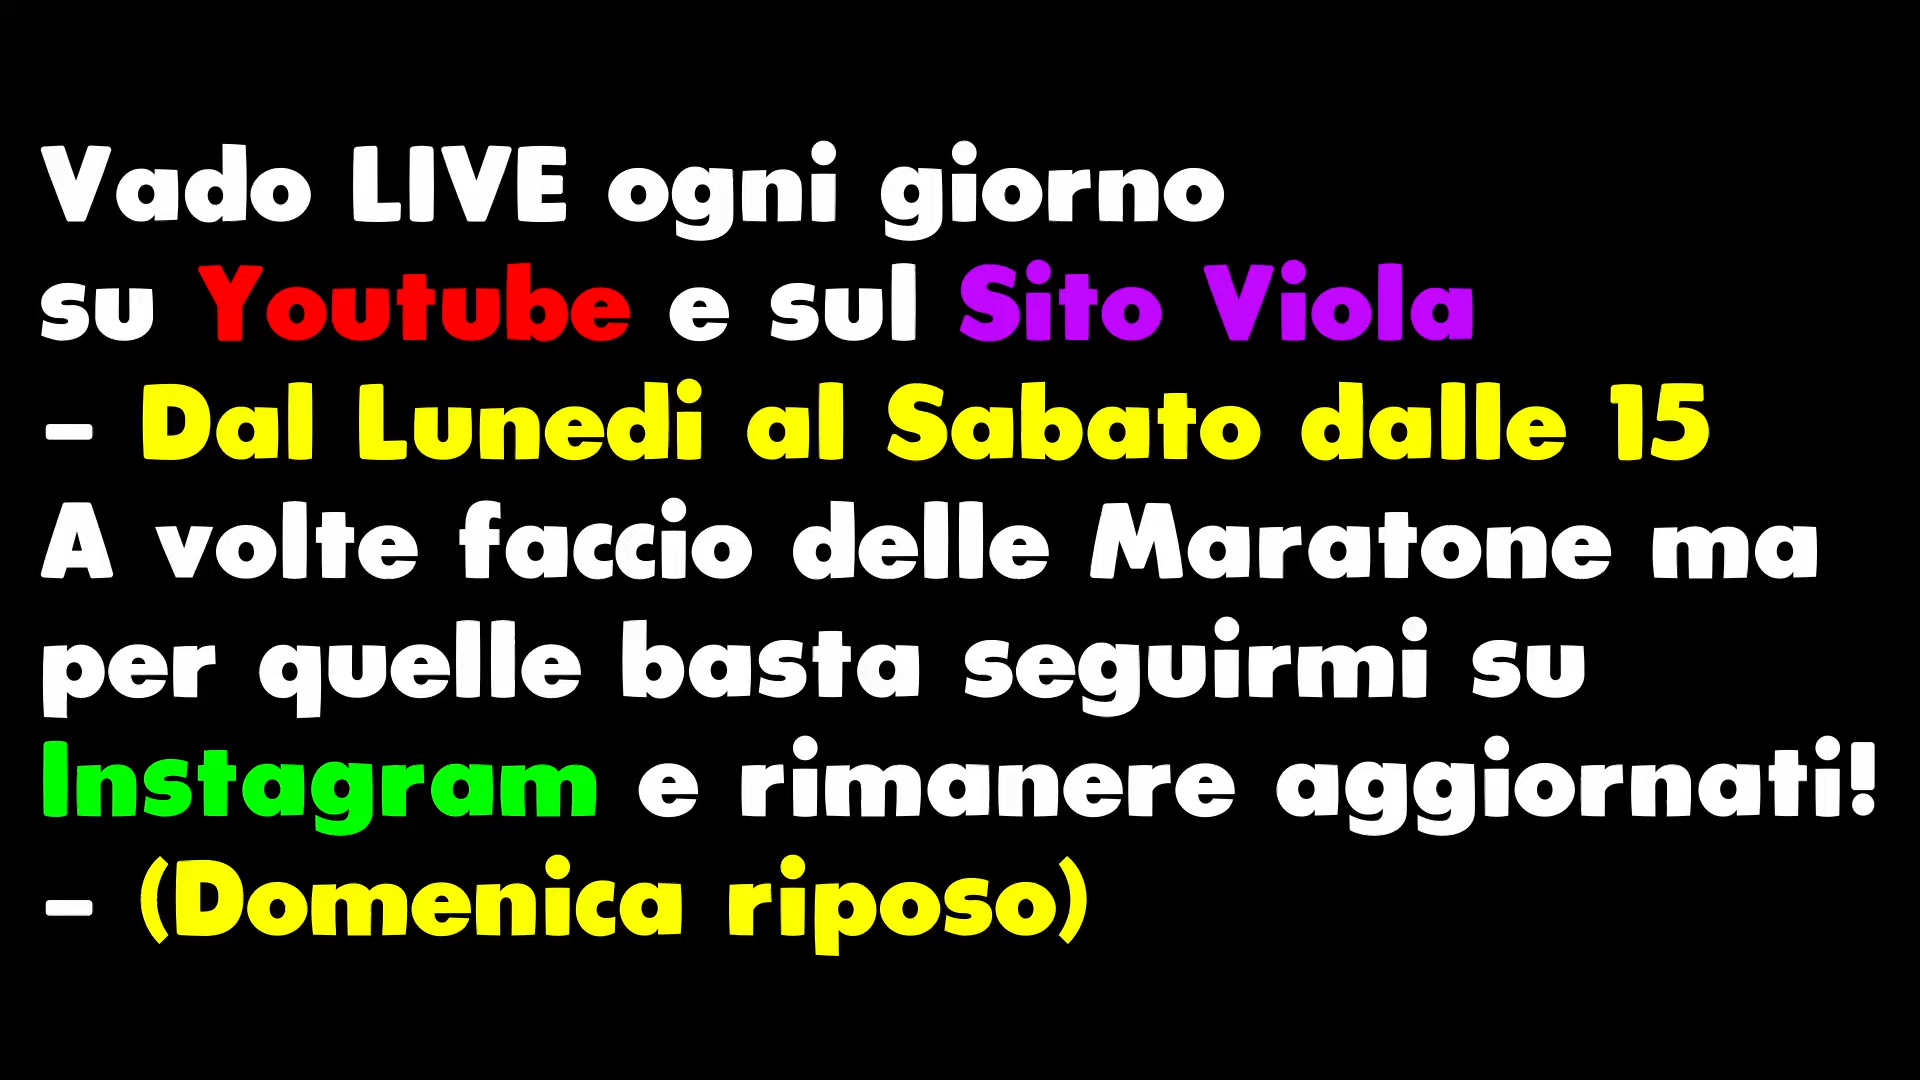 Vado LIVE ogni giorno
su Youtube e sul Sito Viola
- Dal Lunedi al Sabato dalle 15
A volte faccio delle Maratone ma
per quelle basta seguirmi su
Instagram e rimanere aggiornati!
- (Domenica riposo)